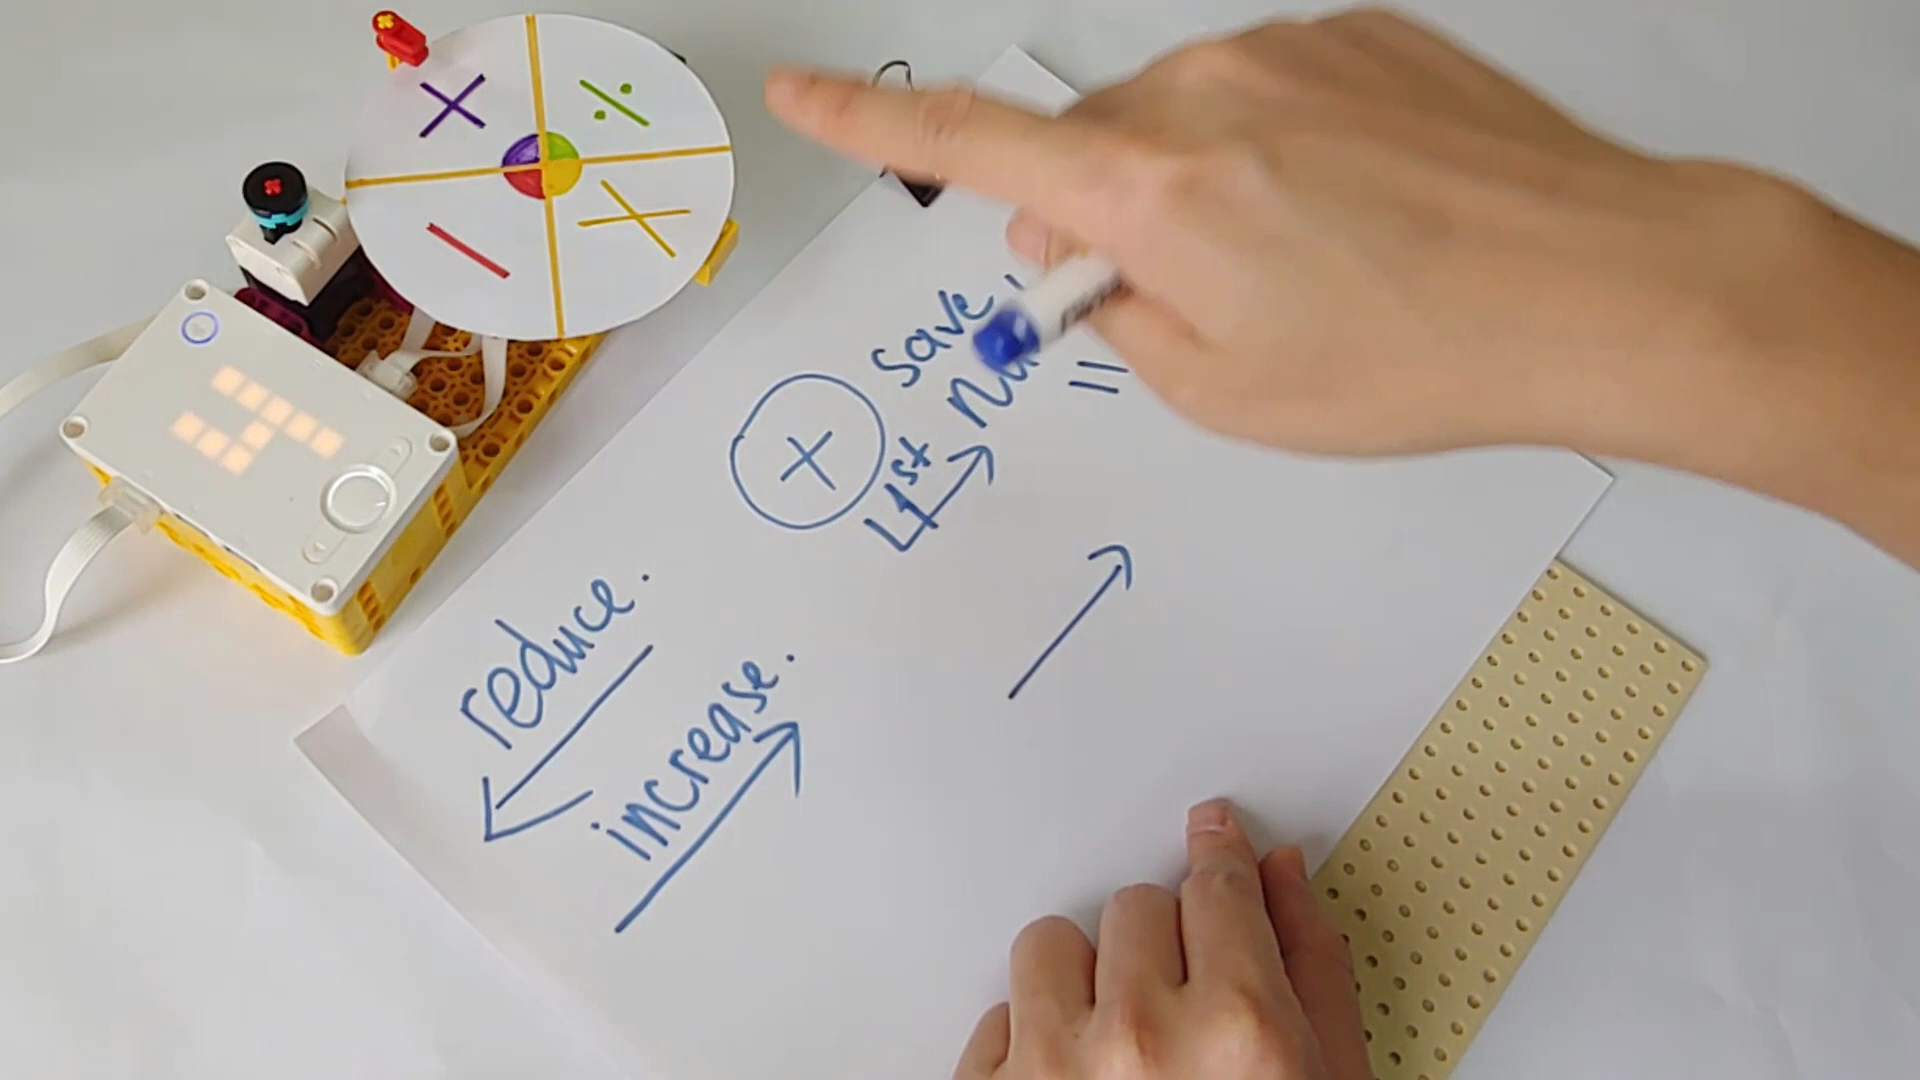 ×
÷
−
+
+
save
1st
=
reduce.
increase.